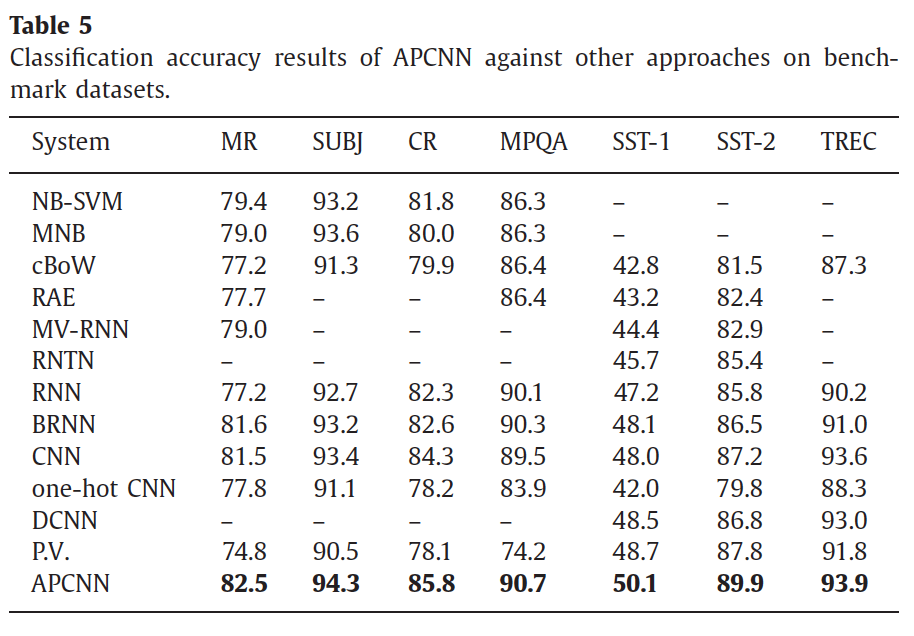 Table 5
Classification accuracy results of APCNN against other approaches on bench-
mark datasets.
System MR SUBJ CR MPQA SST-1 SST-2 TREC
NB-SVM 79.4 93.2 81.8 86.3 – – –
MNB 79.0 93.6 80.0 86.3 – – –
cBoW 77.2 91.3 79.9 86.4 42.8 81.5 87.3
RAE 77.7 – – 86.4 43.2 82.4 –
MV-RNN 79.0 – – – 44.4 82.9 –
RNTN – – – – 45.7 85.4 –
RNN 77.2 92.7 82.3 90.1 47.2 85.8 90.2
BRNN 81.6 93.2 82.6 90.3 48.1 86.5 91.0
CNN 81.5 93.4 84.3 89.5 48.0 87.2 93.6
one-hot CNN 77.8 91.1 78.2 83.9 42.0 79.8 88.3
DCNN – – – – 48.5 86.8 93.0
P.V. 74.8 90.5 78.1 74.2 48.7 87.8 91.8
APCNN 82.5 94.3 85.8 90.7 50.1 89.9 93.9